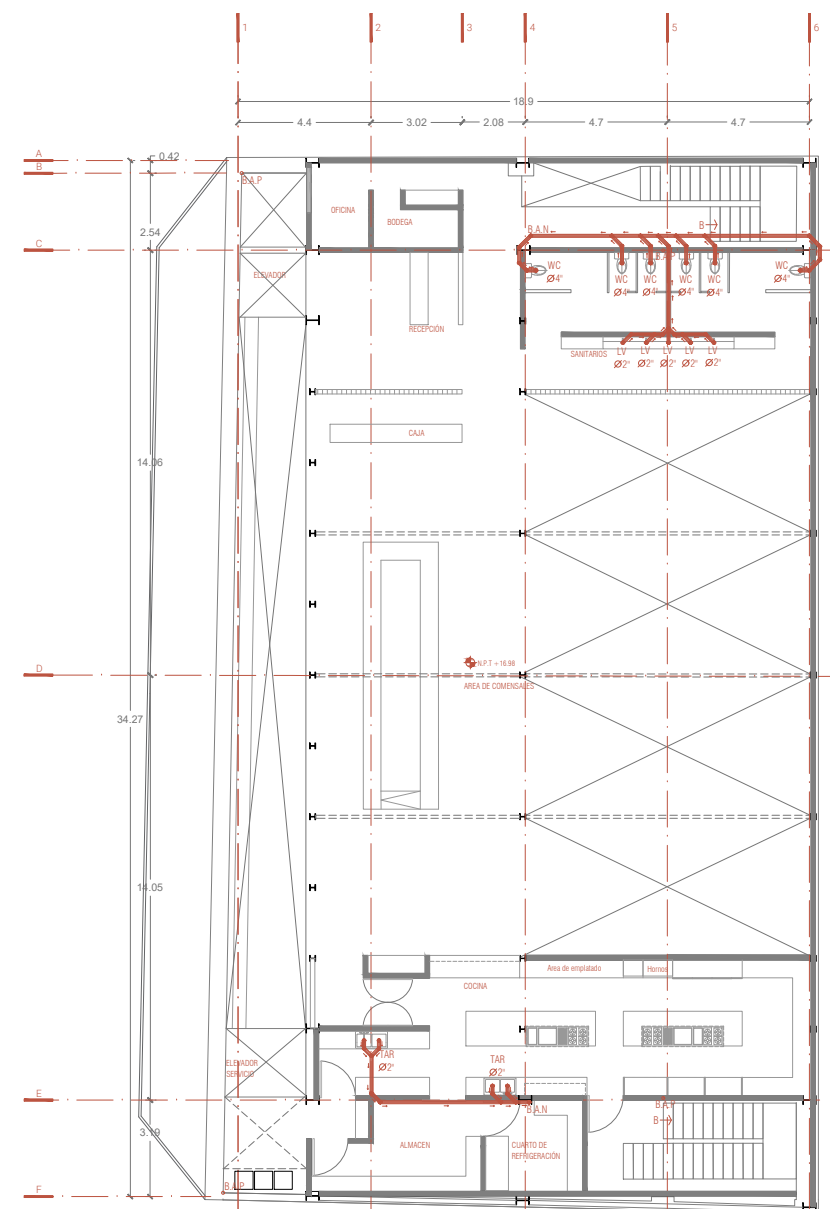 1 2 3 4 5 6
18.9
4.4 3.02 2.08 4.7 4.7
A
0.42
B
B.A.P
OFICINA
BODEGA
B.A.N
B
2.54
C
B.A.P
ELEVADOR
WC WC WC WC WC WC
Ø4" Ø4" Ø4" Ø4" Ø4" Ø4"
RECEPCIÓN
SANITARIOS
LV LV LV LV LV
Ø2" Ø2" Ø2" Ø2" Ø2"
CAJA
14.06
D
N.P.T +16.98
AREA DE COMENSALES
34.27
14.05
Area de emplatado
Hornos
COCINA
TAR
Ø2"
TAR
Ø2"
ELEVADOR
SERVICIO
E
B.A.N
B.A.P
B
3.19
ALMACEN
CUARTO DE
REFRIGERACIÓN
F
B.A.P